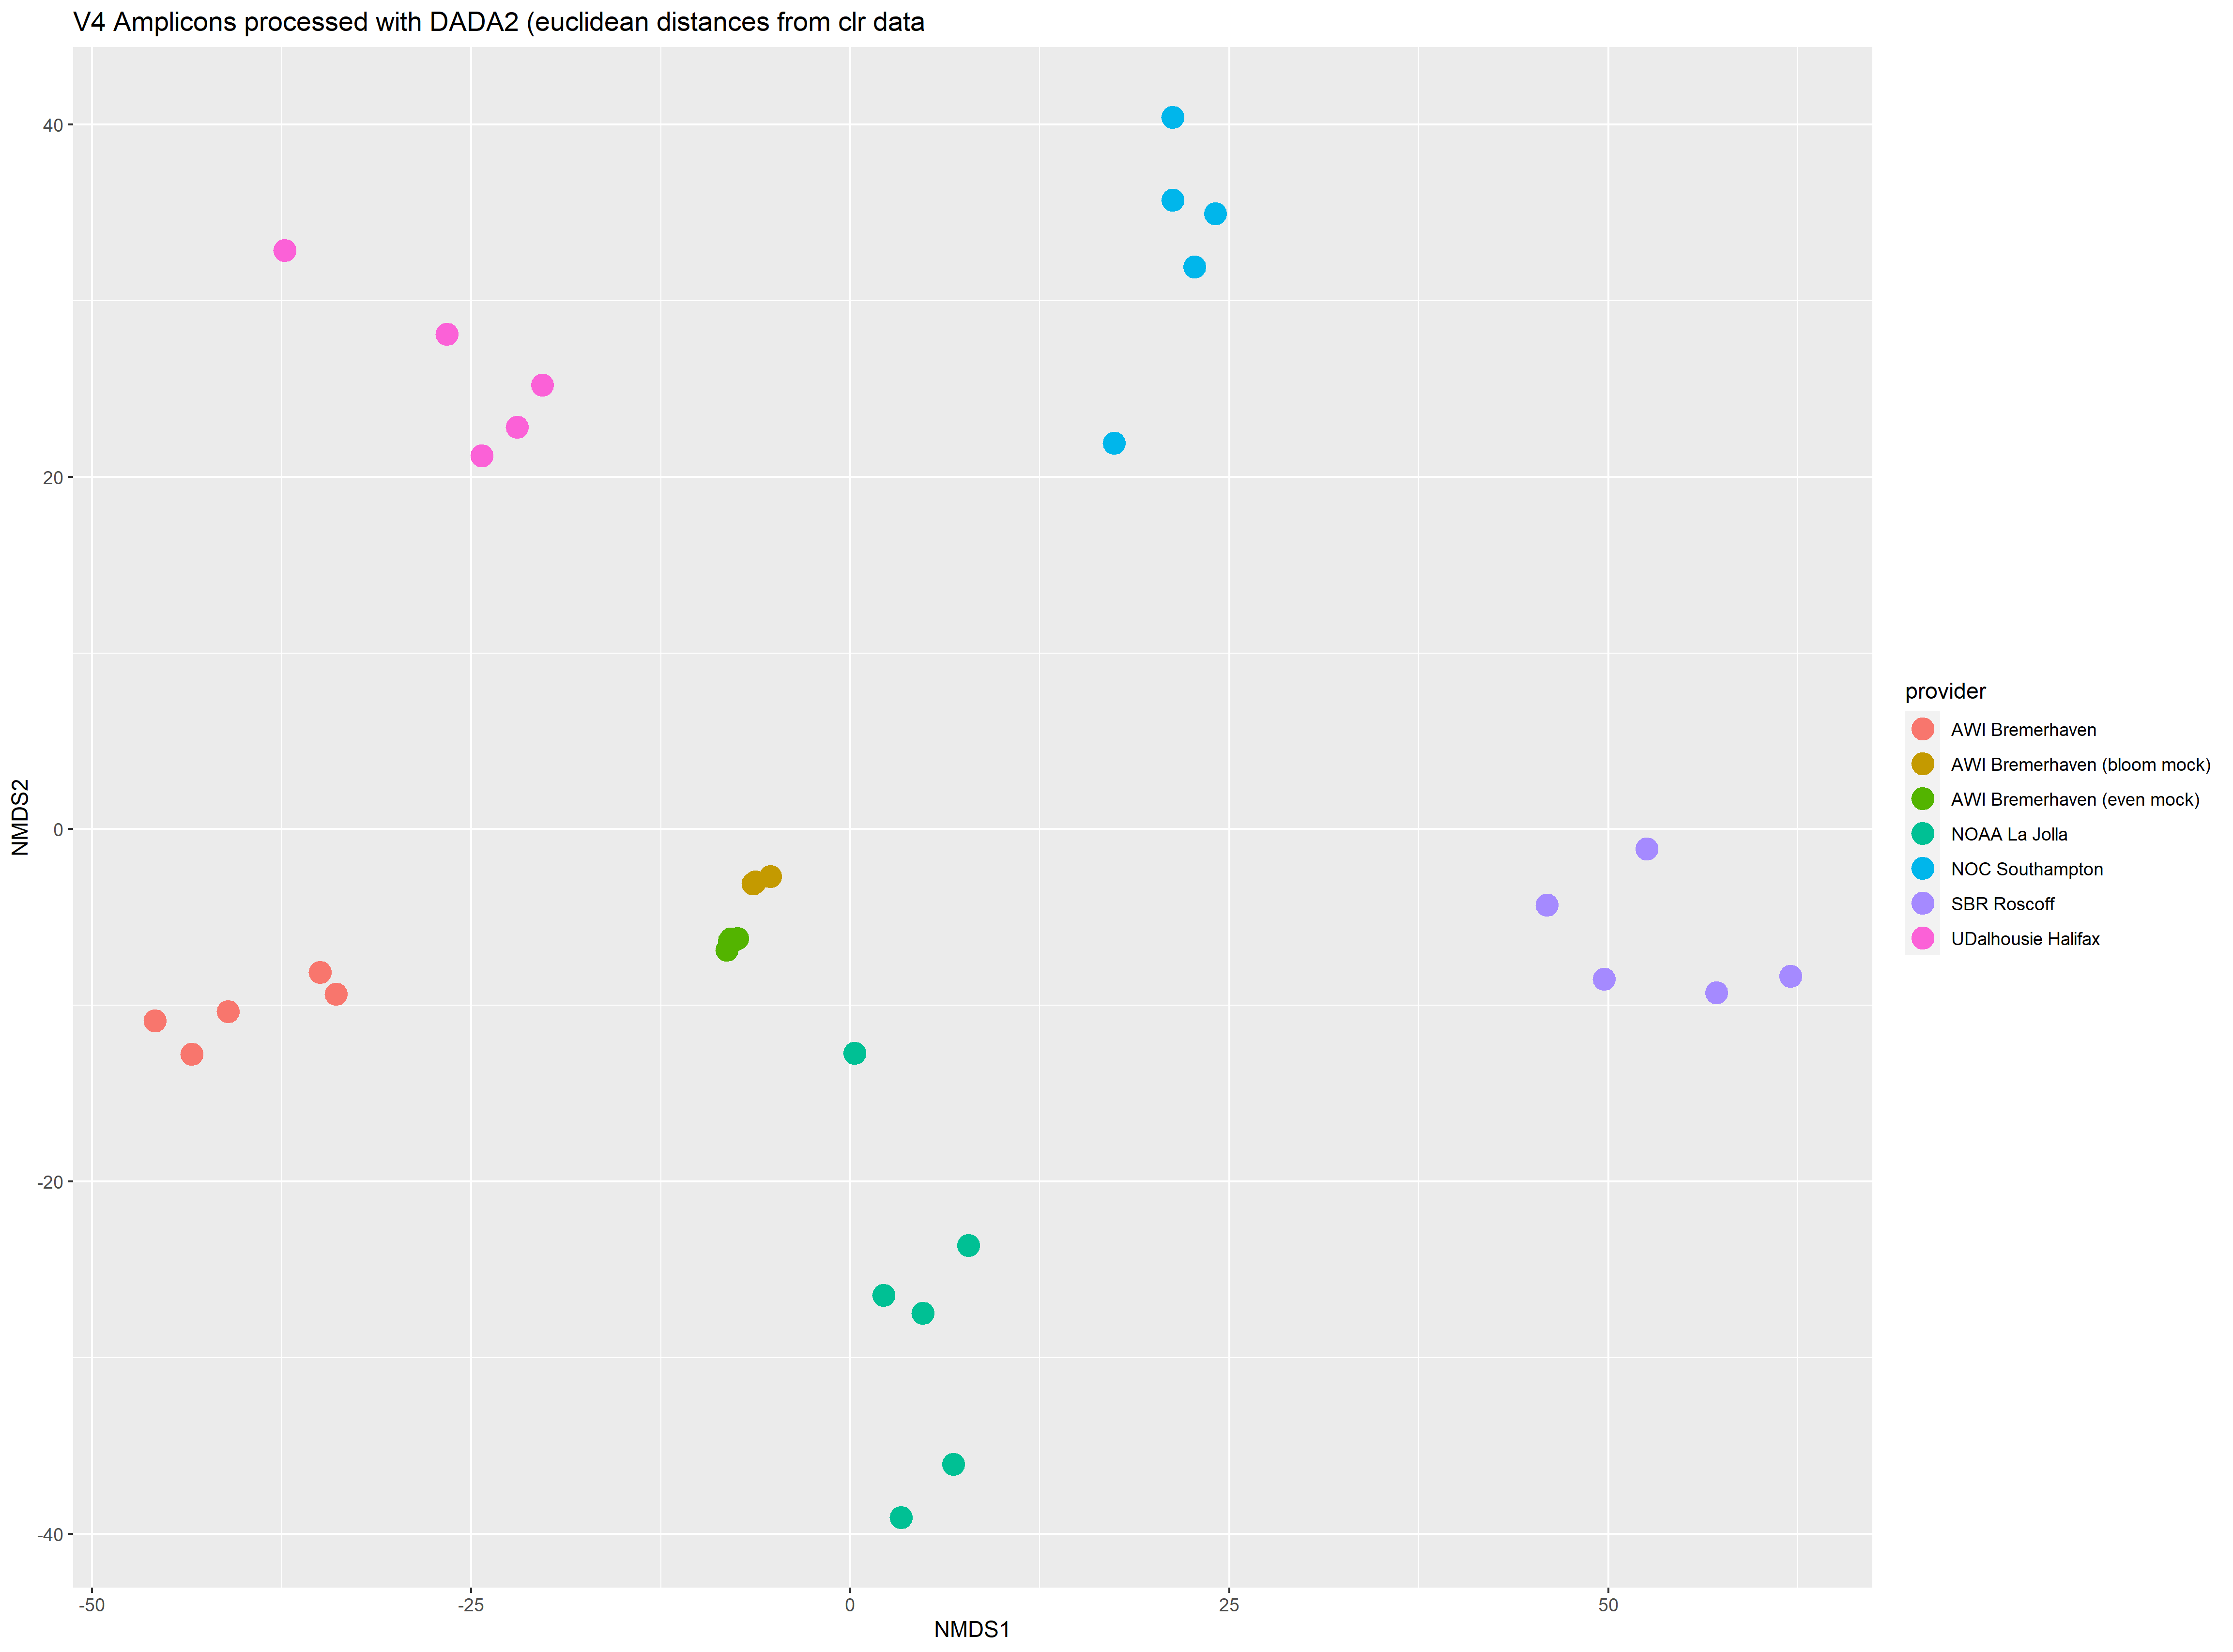 V4 Amplicons processed with DADA2 (euclidean distances from clr data
40
20
0
-20
-40
NMDS2
-50
-25
0
25
50
NMDS1
provider
AWI Bremerhaven
AWI Bremerhaven (bloom mock)
AWI Bremerhaven (even mock)
NOAA La Jolla
NOC Southampton
SBR Roscoff
UDalhousie Halifax